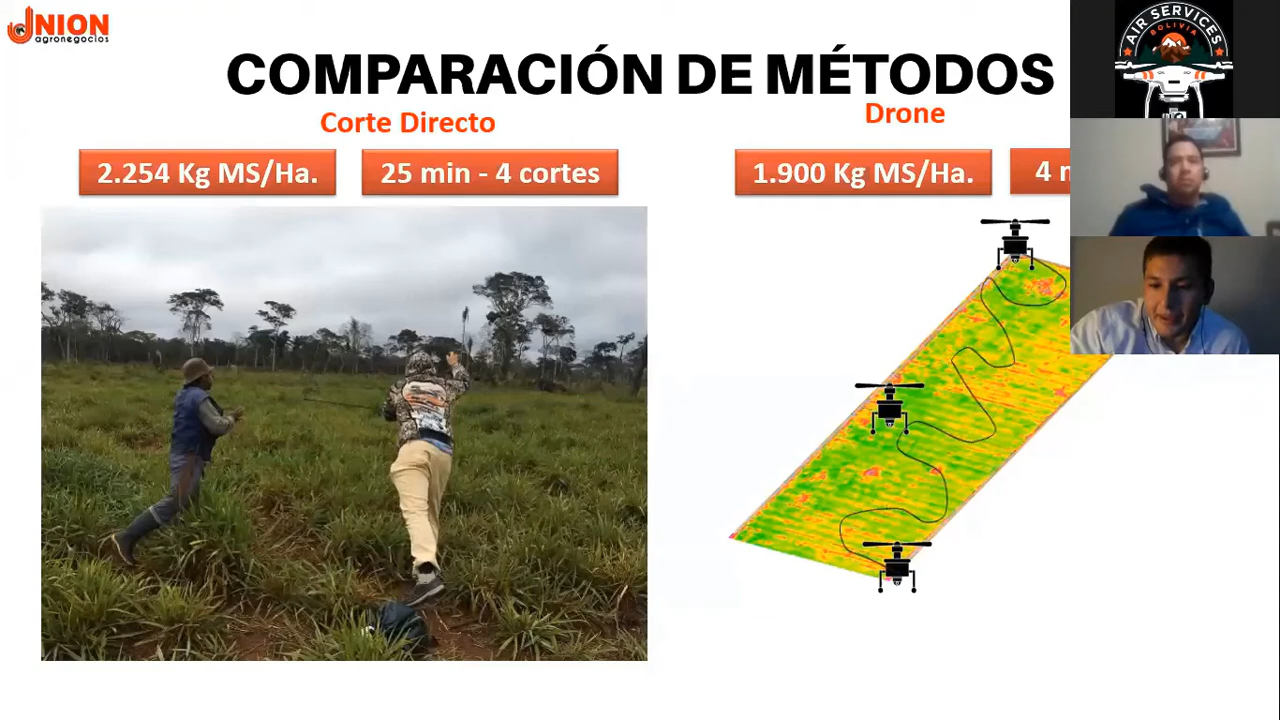 UNION
agronegocios
COMPARACIÓN DE MÉTODOS
Corte Directo
Drone
2.254 Kg MS/Ha.
25 min - 4 cortes
1.900 Kg MS/Ha.
4
AIR SERVICES
BOLIVIA